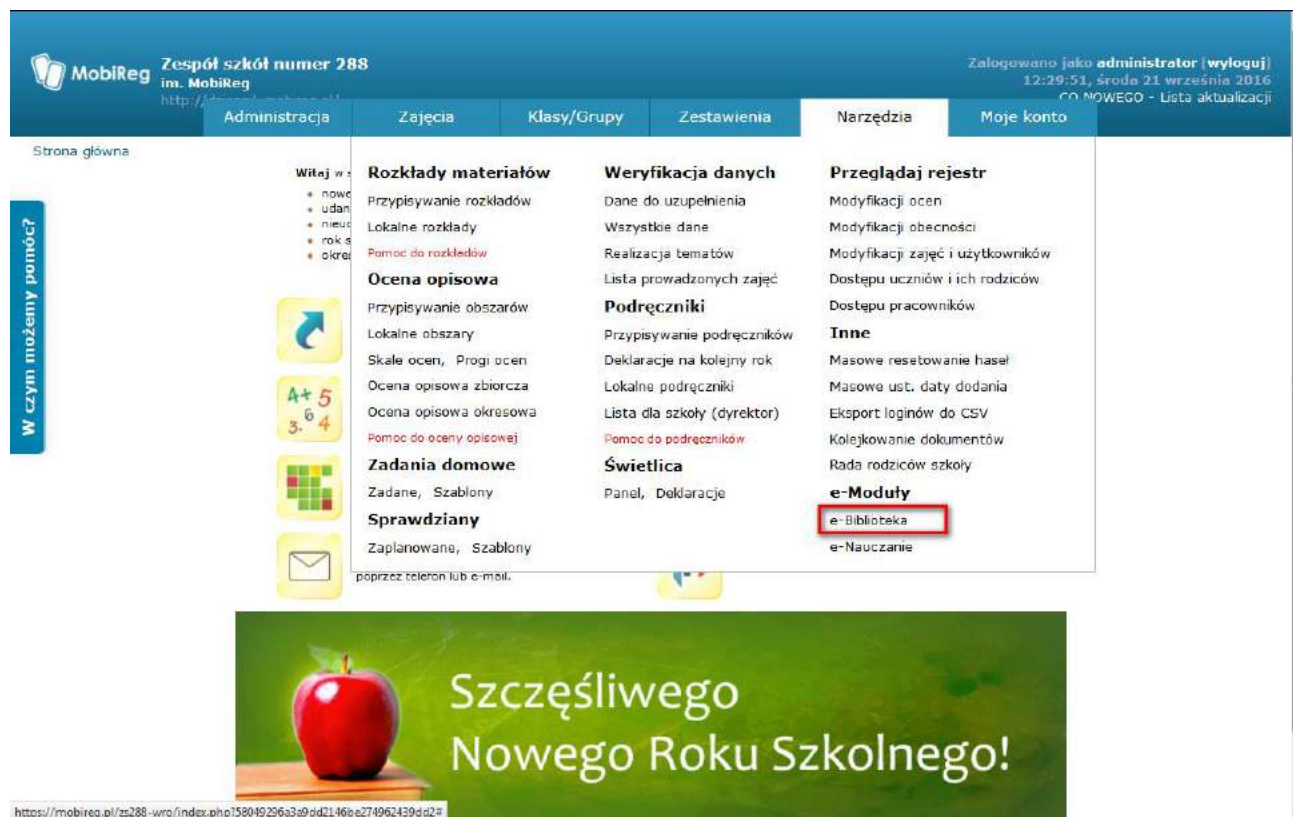 MobiReg
Zespół szkół numer 288
im. MobiReg
Zalogowano jako administrator [wyloguj]
12:29:51, środa 21 września 2016
CO NOWEGO - Lista aktualizacji
Administracja
Zajęcia
Klasy/Grupy
Zestawienia
Narzędzia
Moje konto
Strona główna
W czym możemy pomóc?
Witaj w
Rozkłady materiałów
Przypisywanie rozkładów
Lokalne rozkłady
Pomoc do rozkładów
Ocena opisowa
Przypisywanie obszarów
Lokalne obszary
Skale ocen, Progi ocen
Ocena opisowa zbiorcza
Ocena opisowa okresowa
Pomoc do oceny opisowej
Zadania domowe
Zadane, Szablony
Sprawdziany
Zaplanowane, Szablony
Weryfikacja danych
Dane do uzupełnienia
Wszystkie dane
Realizacja tematów
Lista prowadzonych zajęć
Podręczniki
Przypisywanie podręczników
Deklaracje na kolejny rok
Lokalne podręczniki
Lista dla szkoły (dyrektor)
Pomoc do podręczników
Świetlica
Panel, Deklaracje
Przeglądaj rejestr
Modyfikacji ocen
Modyfikacji obecności
Modyfikacji zajęć i użytkowników
Dostępu uczniów i ich rodziców
Dostępu pracowników
Inne
Masowe resetowanie haseł
Masowe ust. daty dodania
Eksport loginów do CSV
Kolejkowanie dokumentów
Rada rodziców szkoły
e-Moduły
e-Biblioteka
e-Nauczanie
4+ 5
3. 6 4
poprzez telefon lub e-mail.
Szczęśliwego
Nowego Roku Szkolnego!
https://mobireg.pl/zs288-wro/index.php?58049296a3a9dd2146be274962439dd2#